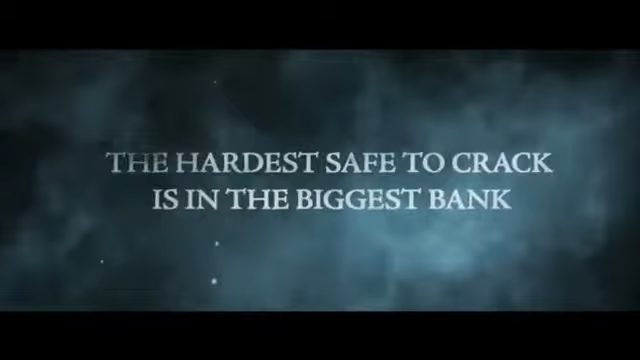 THE HARDEST SAFE TO CRACK
IS IN THE BIGGEST BANK